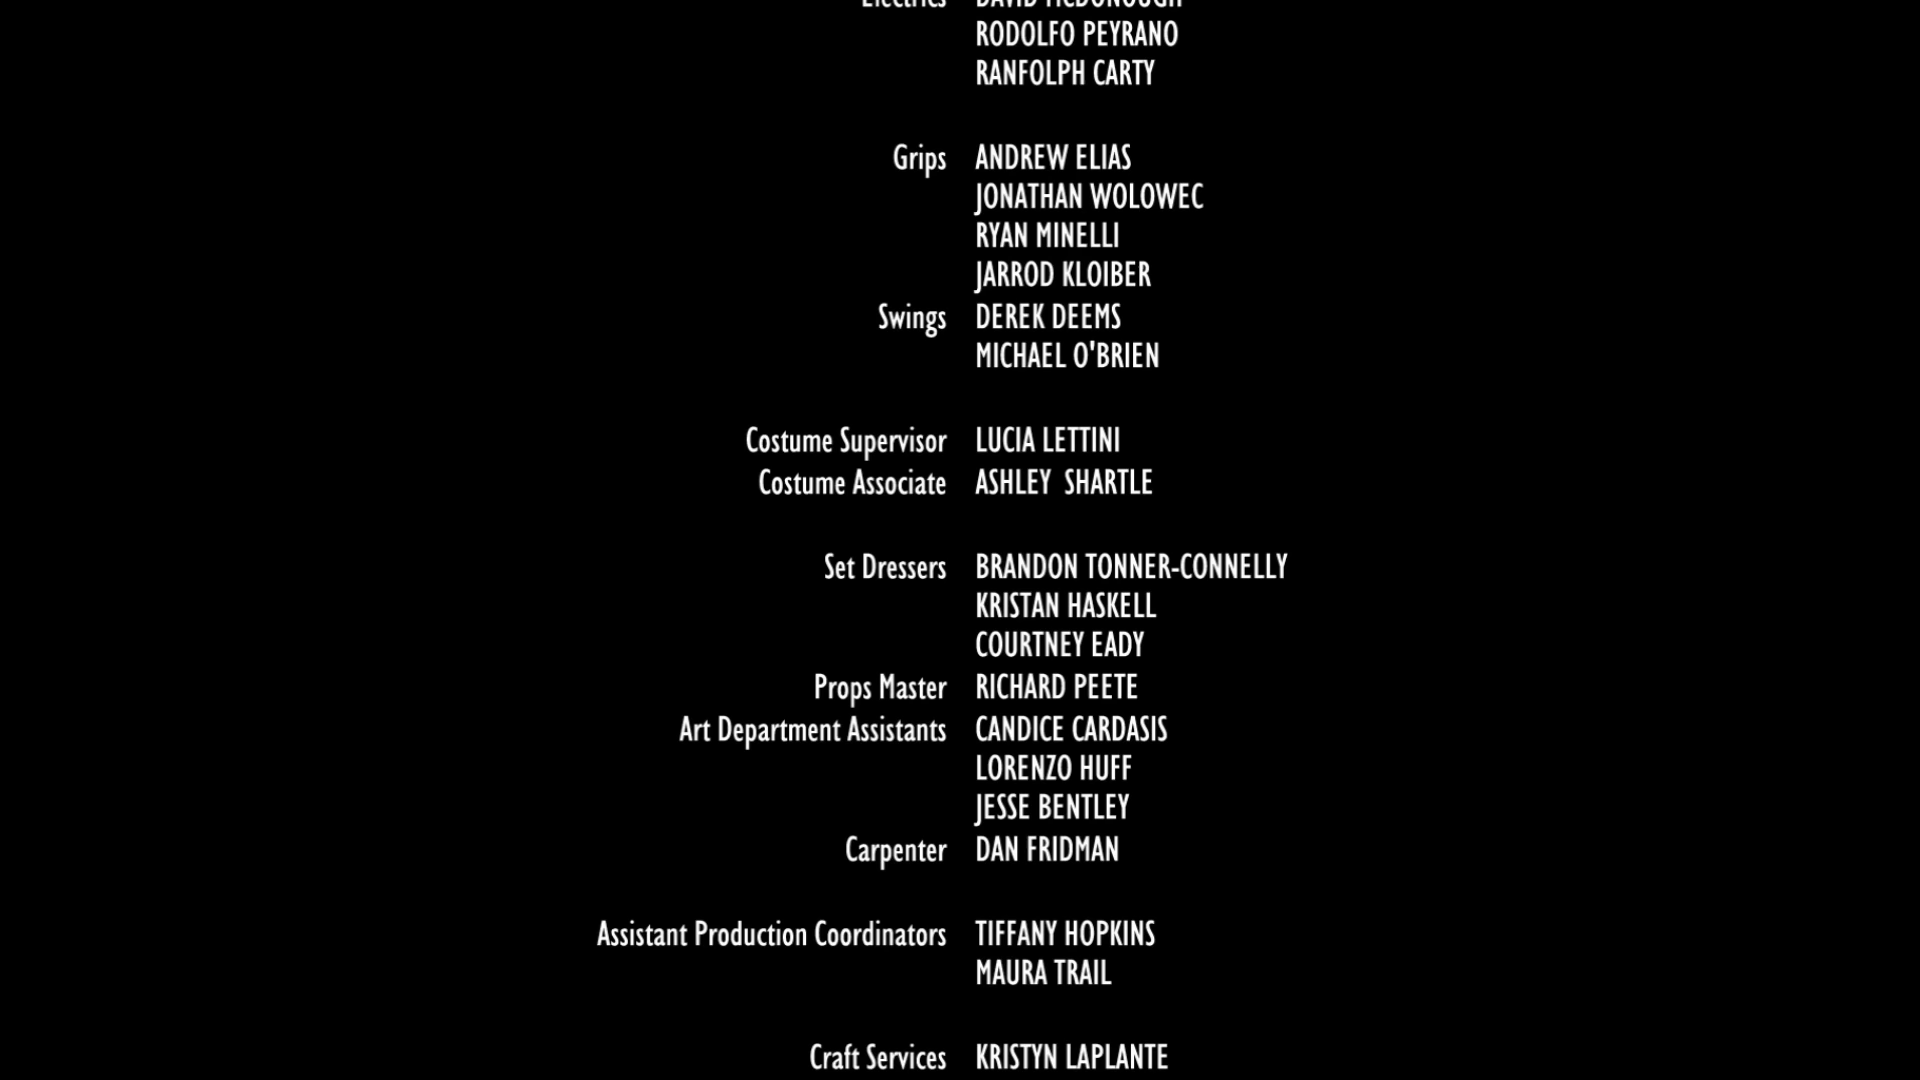 Electrics DAVID MCDONOUGH
RODOLFO PEYRANO
RANFOLPH CARTY
Grips ANDREW ELIAS
JONATHAN WOLOWEC
RYAN MINELLI
JARROD KLOIBER
Swings DEREK DEEMS
MICHAEL O'BRIEN
Costume Supervisor LUCIA LETTINI
Costume Associate ASHLEY SHARTLE
Set Dressers BRANDON TONNER-CONNELLY
KRISTAN HASKELL
COURTNEY EADY
Props Master RICHARD PEETE
Art Department Assistants CANDICE CARDASIS
LORENZO HUFF
JESSE BENTLEY
Carpenter DAN FRIDMAN
Assistant Production Coordinators TIFFANY HOPKINS
MAURA TRAIL
Craft Services KRISTYN LAPLANTE